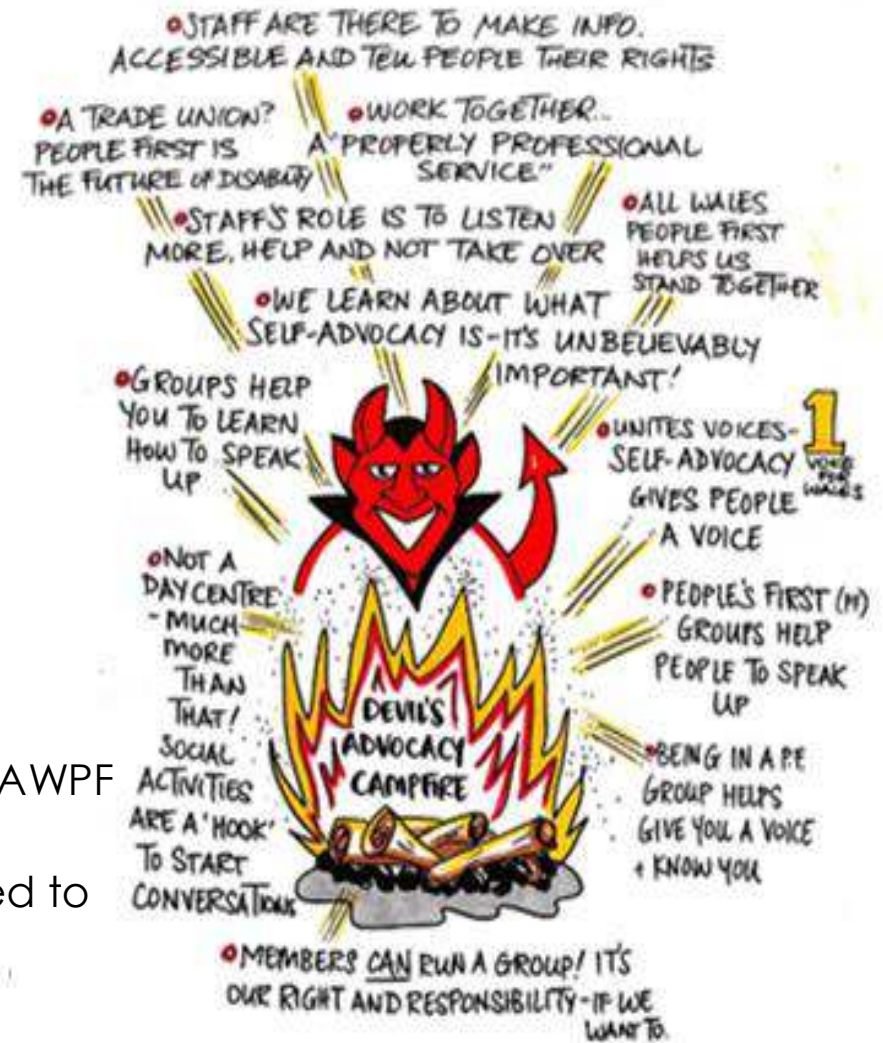 STAFF ARE THERE TO MAKE INFO.
ACCESSIBLE AND TELL PEOPLE THEIR RIGHTS
A TRADE UNION?
PEOPLE FIRST IS
THE FUTURE OF DISABILITY
WORK TOGETHER...
A "PROPERLY PROFESSIONAL
SERVICE"
STAFF'S ROLE IS TO LISTEN
MORE, HELP AND NOT TAKE OVER
ALL WALES
PEOPLE FIRST
HELPS US
STAND TOGETHER
WE LEARN ABOUT WHAT
SELF-ADVOCACY IS - IT'S UNBELIEVABLY
IMPORTANT!
GROUPS HELP
YOU TO LEARN
HOW TO SPEAK
UP
UNITES VOICES-
SELF-ADVOCACY
GIVES PEOPLE
A VOICE
1
VOICE
FOR
WALES
NOT A
DAY CENTRE
- MUCH
MORE
THAN
THAT!
SOCIAL
ACTIVITIES
ARE A 'HOOK'
TO START
CONVERSATIONS
PEOPLE'S FIRST (M)
GROUPS HELP
PEOPLE TO SPEAK
UP
DEVIL'S
ADVOCACY
CAMPFIRE
BEING IN A PF
GROUP HELPS
GIVE YOU A VOICE
+ KNOW YOU
AWPF
ed to
MEMBERS CAN RUN A GROUP! IT'S
OUR RIGHT AND RESPONSIBILITY - IF WE
WANT TO.